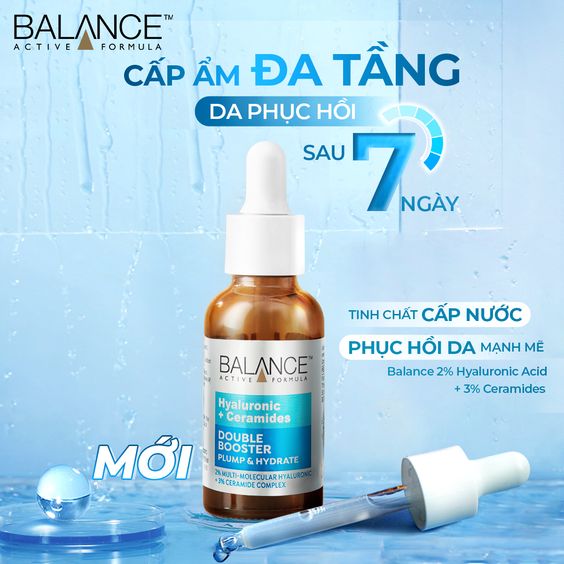 BALANCE™
ACTIVE FORMULA
CẤP ẨM ĐA TẦNG
DA PHỤC HỒI
SAU 7 NGÀY
TINH CHẤT CẤP NƯỚC
PHỤC HỒI DA MẠNH MẼ
Balance 2% Hyaluronic Acid
+ 3% Ceramides
BALANCE™
ACTIVE FORMULA
Hyaluronic
+ Ceramides
DOUBLE
BOOSTER
PLUMP & HYDRATE
2% MULTI-MOLECULAR HYALURONIC
+ 3% CERAMIDE COMPLEX
MỚI